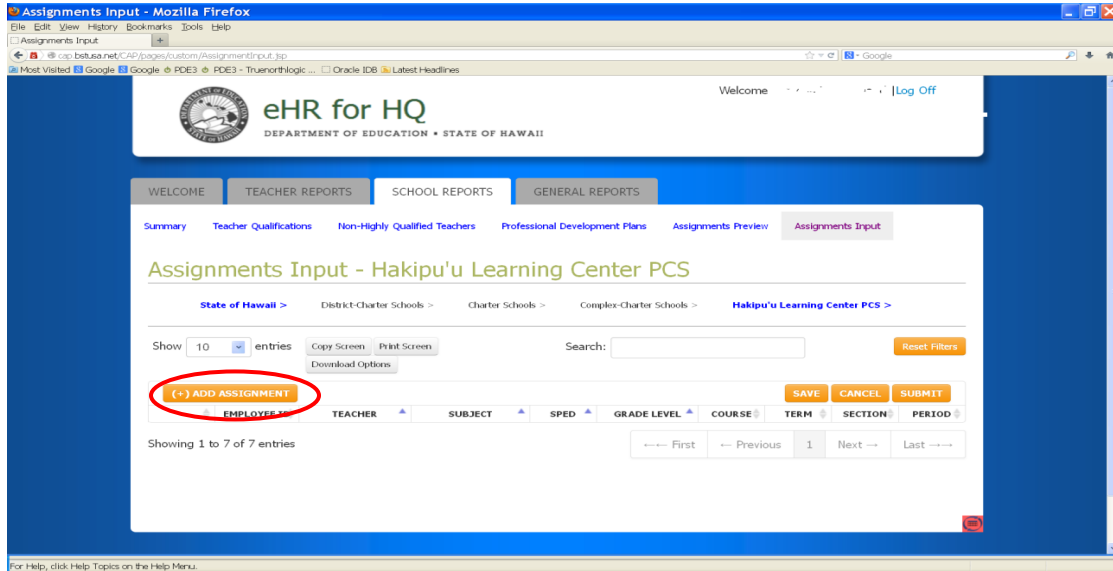 Assignments Input - Mozilla Firefox
File Edit View History Bookmarks Tools Help
Assignments Input +
cap.bstusa.net/CAP/pages/custom/AssignmentInput.jsp Google
Most Visited Google Google PDE3 PDE3 - Truenorthlogic ... Oracle IDB Latest Headlines
Welcome |Log Off
eHR for HQ
DEPARTMENT OF EDUCATION • STATE OF HAWAII
WELCOME TEACHER REPORTS SCHOOL REPORTS GENERAL REPORTS
Summary Teacher Qualifications Non-Highly Qualified Teachers Professional Development Plans Assignments Preview Assignments Input
Assignments Input - Hakipu'u Learning Center PCS
State of Hawaii > District-Charter Schools > Charter Schools > Complex-Charter Schools > Hakipu'u Learning Center PCS >
Show 10 entries Copy Screen Print Screen Search: Reset Filters
Download Options
(+) ADD ASSIGNMENT SAVE CANCEL SUBMIT
EMPLOYEE ID TEACHER SUBJECT SPED GRADE LEVEL COURSE TERM SECTION PERIOD
Showing 1 to 7 of 7 entries ←← First ← Previous 1 Next → Last →→
For Help, click Help Topics on the Help Menu.